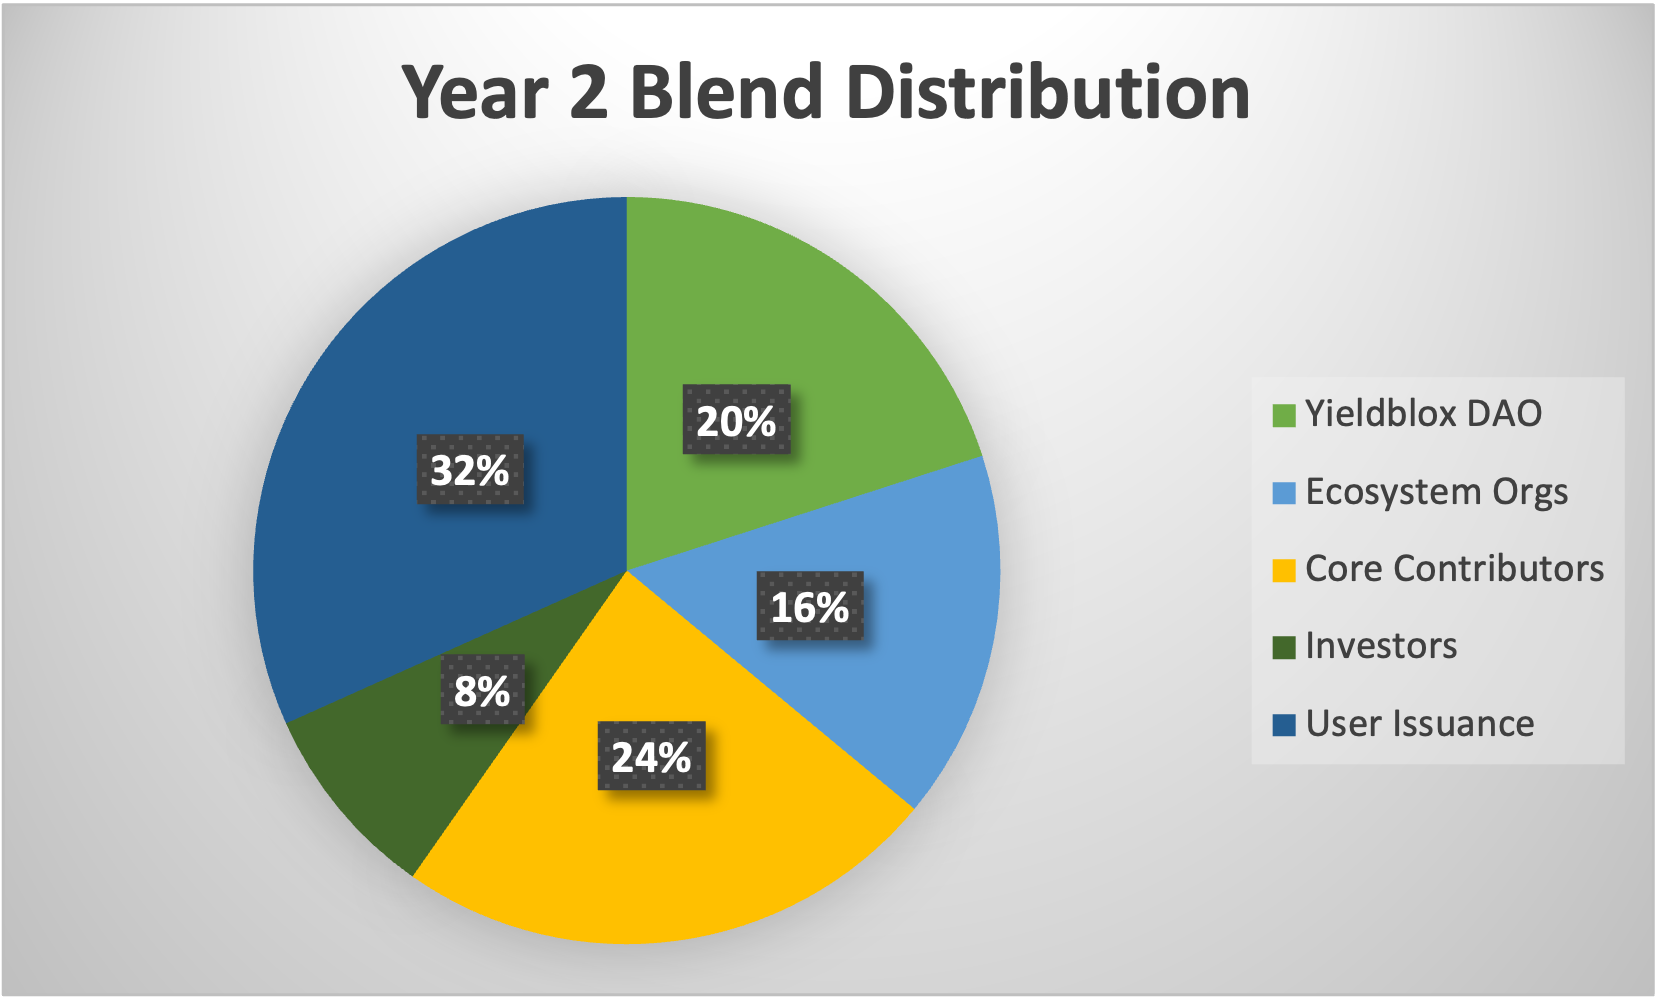 Year 2 Blend Distribution
20%
32%
16%
8%
24%
Yieldblox DAO
Ecosystem Orgs
Core Contributors
Investors
User Issuance